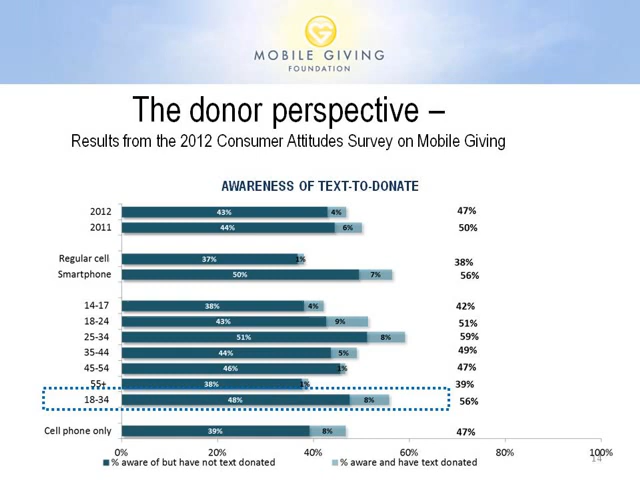 MOBILE GIVING
FOUNDATION
The donor perspective –
Results from the 2012 Consumer Attitudes Survey on Mobile Giving
AWARENESS OF TEXT-TO-DONATE
2012 43% 4% 47%
2011 44% 6% 50%
Regular cell 37% 1% 38%
Smartphone 50% 7% 56%
14-17 38% 4% 42%
18-24 43% 9% 51%
25-34 51% 8% 59%
35-44 44% 5% 49%
45-54 46% 1% 47%
55+ 38% 1% 39%
18-34 48% 8% 56%
Cell phone only 39% 8% 47%
0% 20% 40% 60% 80% 100%
% aware of but have not text donated % aware and have text donated
14